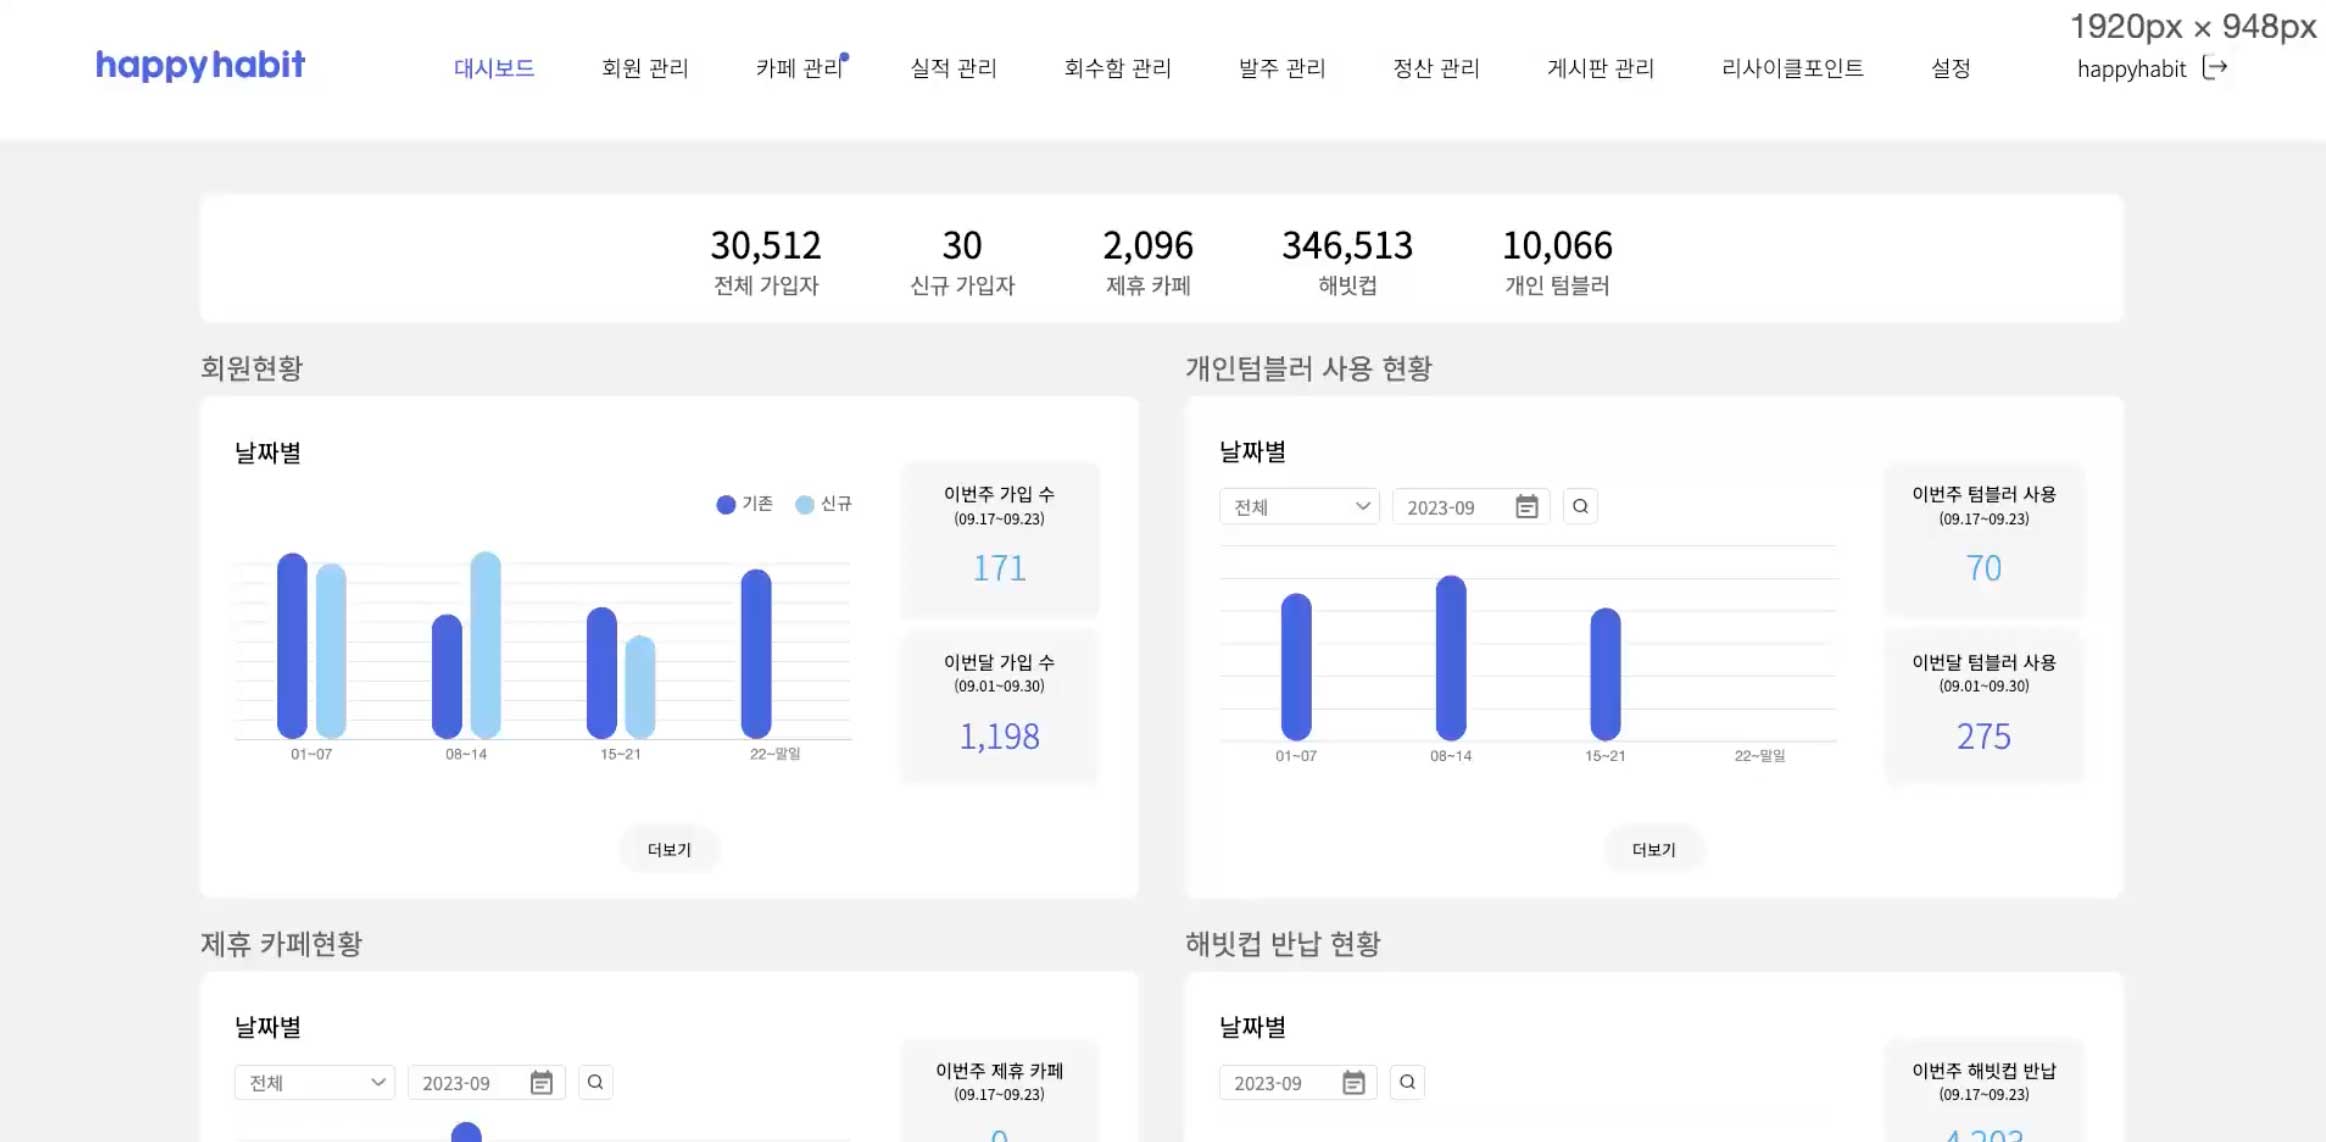 1920px × 948px
happyhabit 대시보드 회원 관리 카페 관리 실적 관리 회수함 관리 발주 관리 정산 관리 게시판 관리 리사이클포인트 설정 happyhabit
30,512 30 2,096 346,513 10,066
전체 가입자 신규 가입자 제휴 카페 해빗컵 개인 텀블러
회원현황
날짜별
기존 신규
01~07 08~14 15~21 22~말일
이번주 가입 수
(09.17~09.23)
171
이번달 가입 수
(09.01~09.30)
1,198
더보기
개인텀블러 사용 현황
날짜별
전체 2023-09
01~07 08~14 15~21 22~말일
이번주 텀블러 사용
(09.17~09.23)
70
이번달 텀블러 사용
(09.01~09.30)
275
더보기
제휴 카페현황
날짜별
전체 2023-09
이번주 제휴 카페
(09.17~09.23)
해빗컵 반납 현황
날짜별
2023-09
이번주 해빗컵 반납
(09.17~09.23)